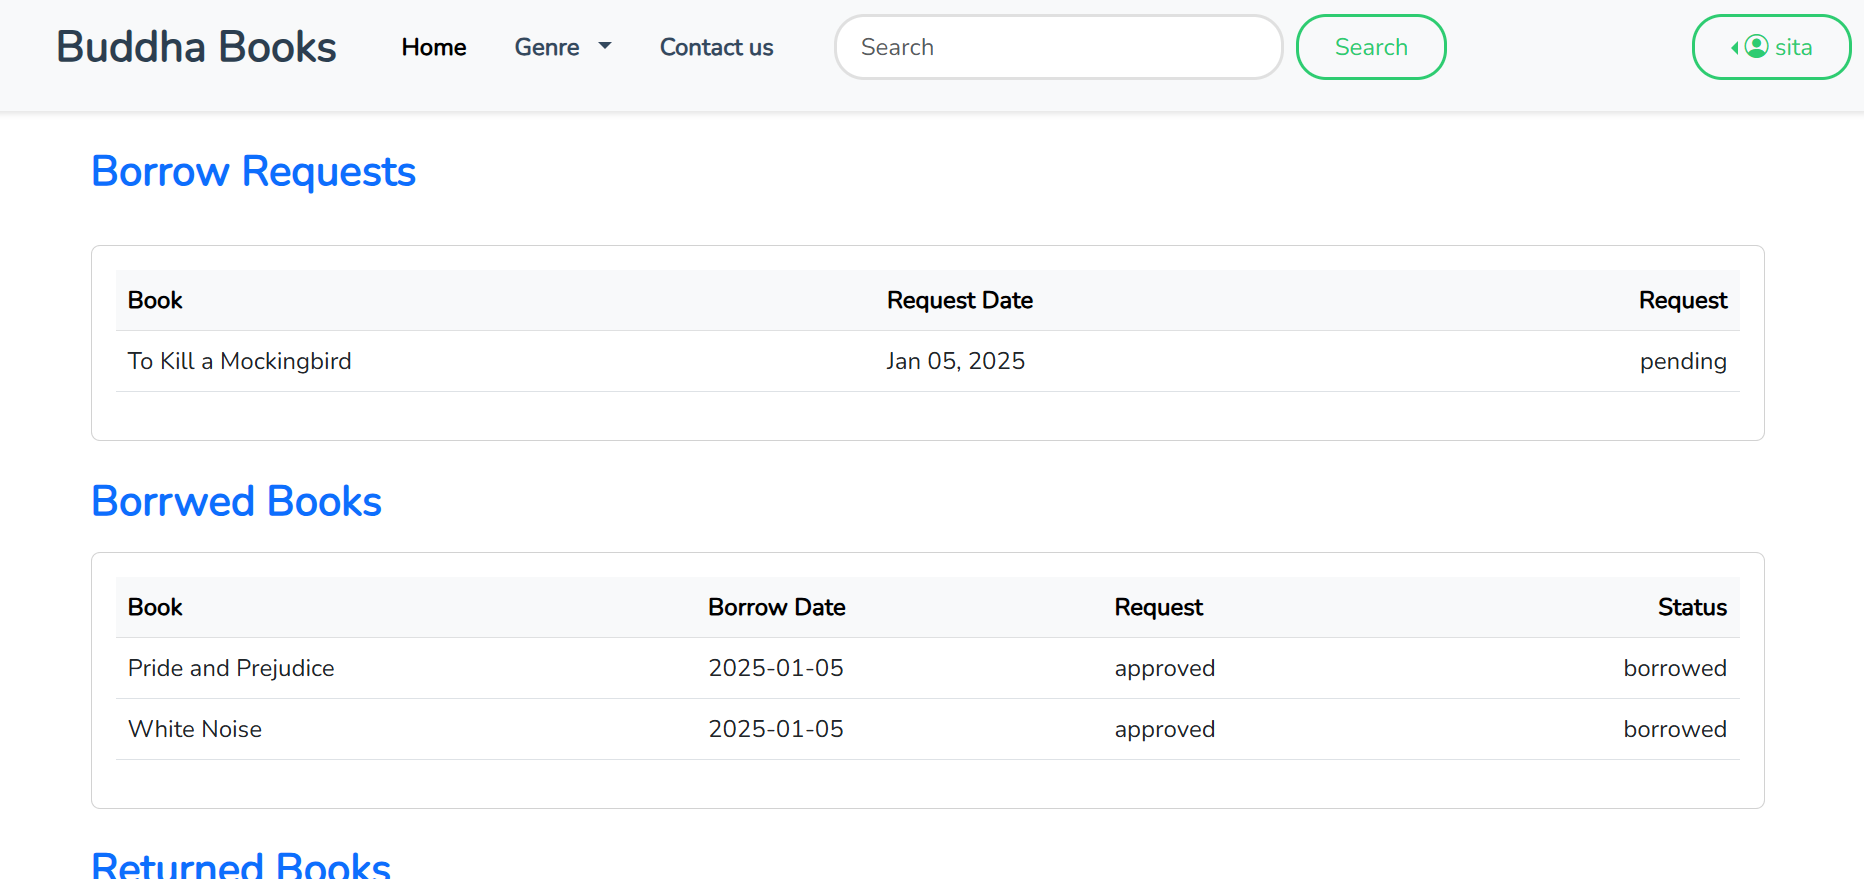 Buddha Books Home Genre Contact us Search Search sita
Borrow Requests
Book Request Date Request
To Kill a Mockingbird Jan 05, 2025 pending
Borrwed Books
Book Borrow Date Request Status
Pride and Prejudice 2025-01-05 approved borrowed
White Noise 2025-01-05 approved borrowed
Returned Books